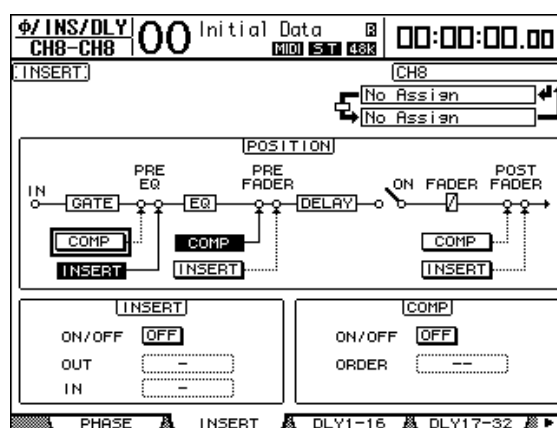 Φ/INS/DLY
CH8-CH8
00
Initial Data
MIDI ST 48K
00:00:00.00
INSERT
CH8
No Assign
No Assign
POSITION
IN
GATE
PRE EQ
EQ
PRE FADER
DELAY
ON
FADER
POST FADER
COMP
COMP
COMP
INSERT
INSERT
INSERT
INSERT
COMP
ON/OFF OFF
ON/OFF OFF
OUT -
ORDER --
IN -
PHASE
INSERT
DLY1-16
DLY17-32